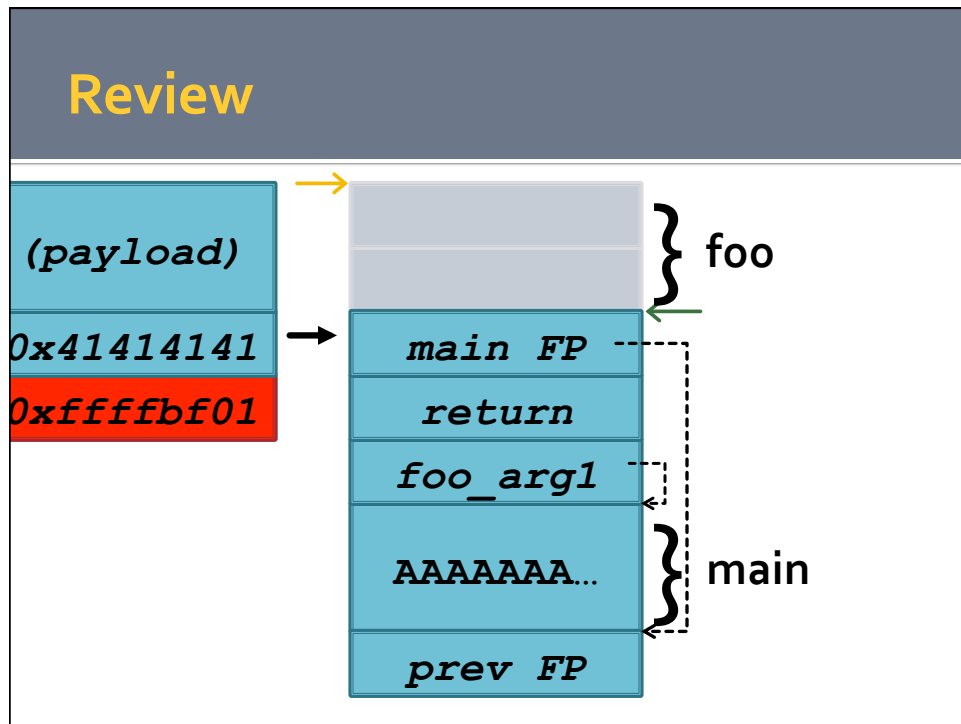 Review
(payload)
0x41414141
0xffffbf01
foo
main FP
return
foo_arg1
AAAAAAA...
main
prev FP